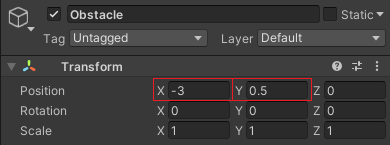 Obstacle Static
Tag Untagged Layer Default
Transform
Position X -3 Y 0.5 Z 0
Rotation X 0 Y 0 Z 0
Scale X 1 Y 1 Z 1